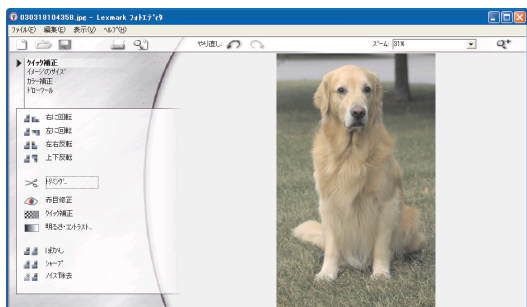 030318104358.jpg - Lexmark ﾌｫﾄｴﾃﾞｨﾀ
ﾌｧｲﾙ(F) 編集(E) 表示(V) ﾍﾙﾌﾟ(H)
やり直し ｽﾞｰﾑ: 31%
ｸｲｯｸ補正
ｲﾒｰｼﾞのｻｲｽﾞ
ｶﾗｰ補正
ﾄﾞﾛｰﾂｰﾙ
右に回転
左に回転
左右反転
上下反転
ﾄﾘﾐﾝｸﾞ...
赤目修正
ｸｲｯｸ補正
明るさ･ｺﾝﾄﾗｽﾄ...
ぼかし
ｼｬｰﾌﾟ
ﾉｲｽﾞ除去